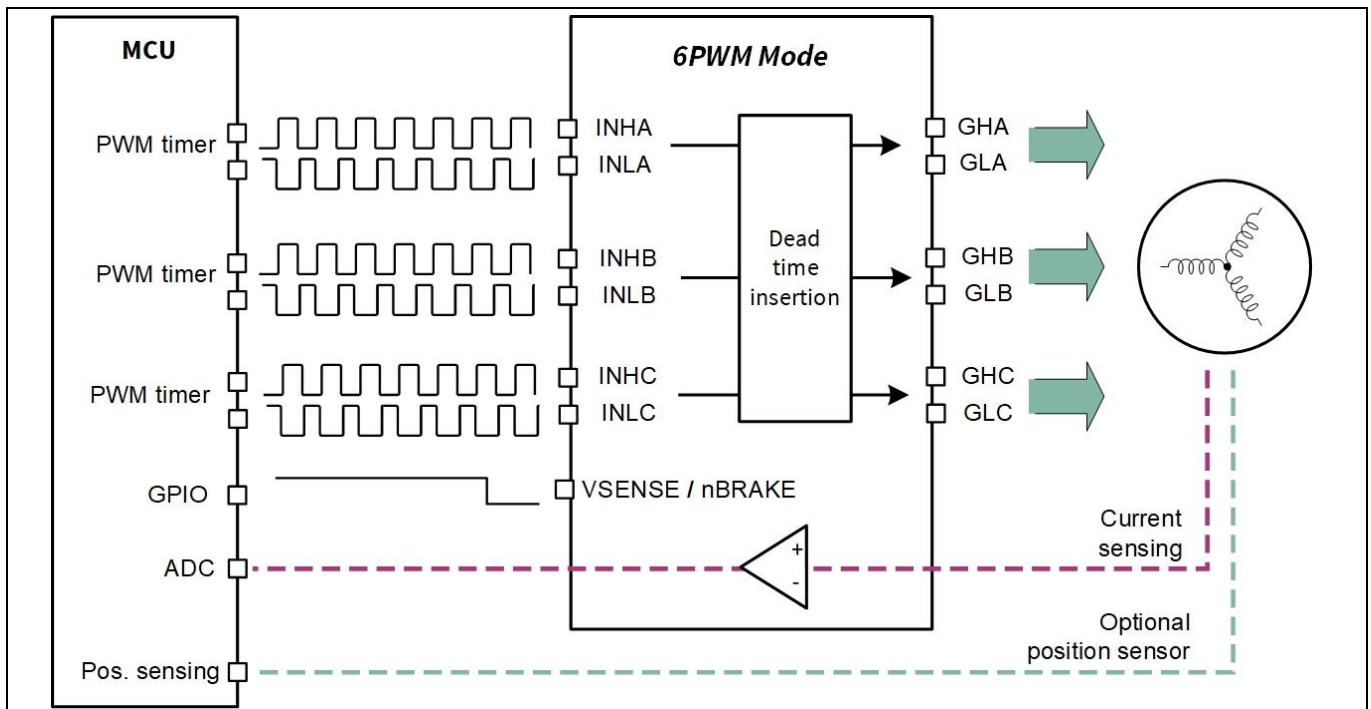 MCU
6PWM Mode
PWM timer
INHA
INLA
GHA
GLA
PWM timer
INHB
INLB
Dead
time
insertion
GHB
GLB
PWM timer
INHC
INLC
GHC
GLC
GPIO
VSENSE / nBRAKE
ADC
+
-
Current
sensing
Pos. sensing
Optional
position sensor